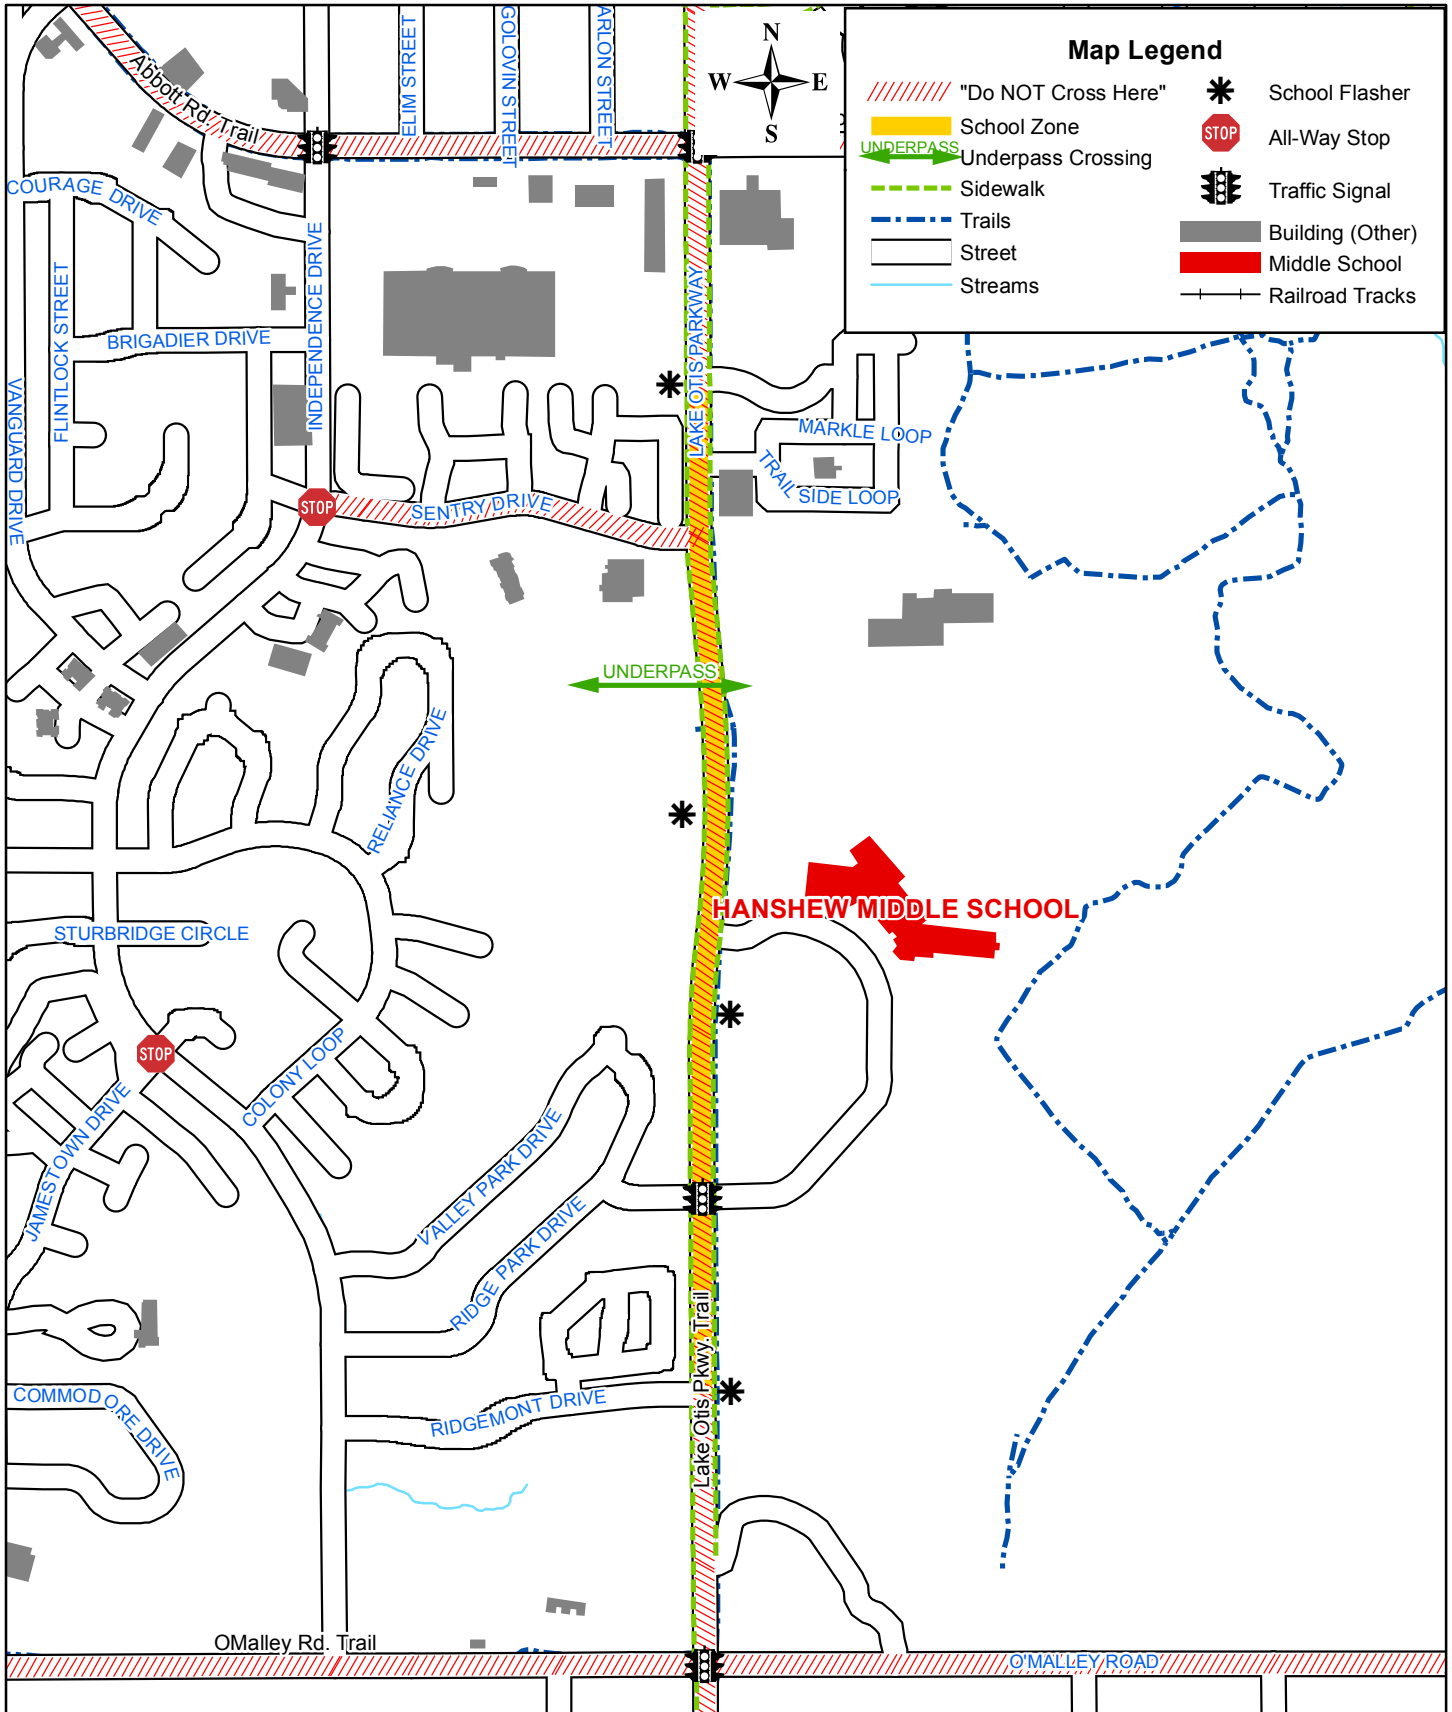 Map Legend
"Do NOT Cross Here"
School Zone
UNDERPASS
Underpass Crossing
Sidewalk
Trails
Street
Streams
School Flasher
STOP
All-Way Stop
Traffic Signal
Building (Other)
Middle School
Railroad Tracks
N
W E
S
Abbott Rd. Trail
ELIM STREET
GOLOVIN STREET
ARLON STREET
COURAGE DRIVE
FLINTLOCK STREET
BRIGADIER DRIVE
INDEPENDENCE DRIVE
VANGUARD DRIVE
LAKE OTIS PARKWAY
MARKLE LOOP
TRAIL SIDE LOOP
STOP
SENTRY DRIVE
UNDERPASS
RELIANCE DRIVE
HANSHEW MIDDLE SCHOOL
STURBRIDGE CIRCLE
STOP
COLONY LOOP
JAMESTOWN DRIVE
VALLEY PARK DRIVE
RIDGE PARK DRIVE
Lake Otis Pkwy. Trail
COMMODORE DRIVE
RIDGEMONT DRIVE
OMalley Rd. Trail
O'MALLEY ROAD